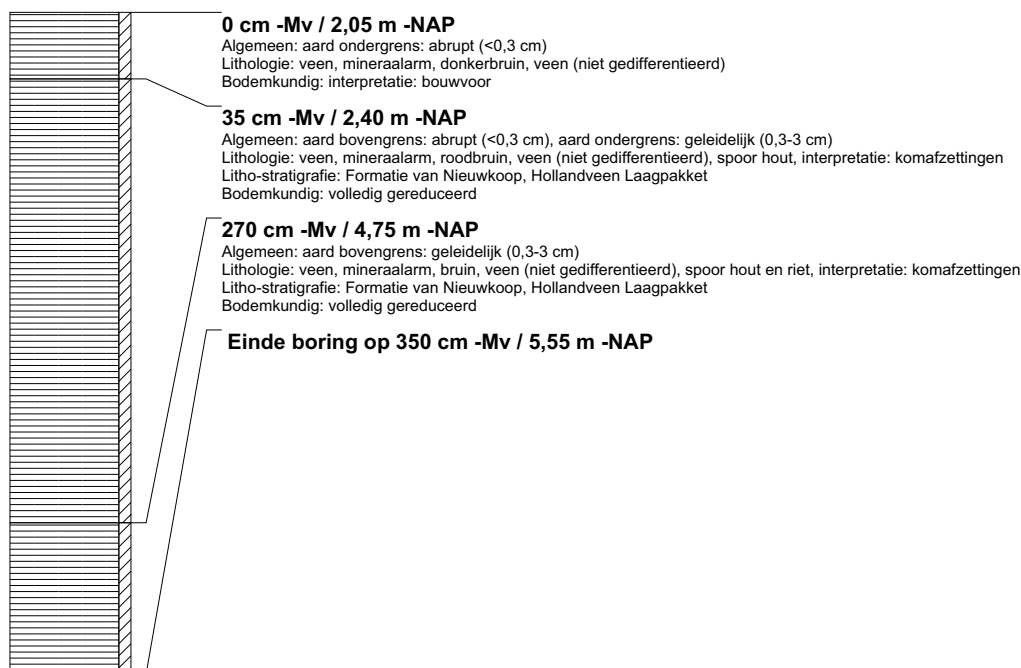 0 cm -Mv / 2,05 m -NAP
Algemeen: aard ondergrens: abrupt (<0,3 cm)
Lithologie: veen, mineraalarm, donkerbruin, veen (niet gedifferentieerd)
Bodemkundig: interpretatie: bouwvoor
35 cm -Mv / 2,40 m -NAP
Algemeen: aard bovengrens: abrupt (<0,3 cm), aard ondergrens: geleidelijk (0,3-3 cm)
Lithologie: veen, mineraalarm, roodbruin, veen (niet gedifferentieerd), spoor hout, interpretatie: komafzettingen
Litho-stratigrafie: Formatie van Nieuwkoop, Hollandveen Laagpakket
Bodemkundig: volledig gereduceerd
270 cm -Mv / 4,75 m -NAP
Algemeen: aard bovengrens: geleidelijk (0,3-3 cm)
Lithologie: veen, mineraalarm, bruin, veen (niet gedifferentieerd), spoor hout en riet, interpretatie: komafzettingen
Litho-stratigrafie: Formatie van Nieuwkoop, Hollandveen Laagpakket
Bodemkundig: volledig gereduceerd
Einde boring op 350 cm -Mv / 5,55 m -NAP